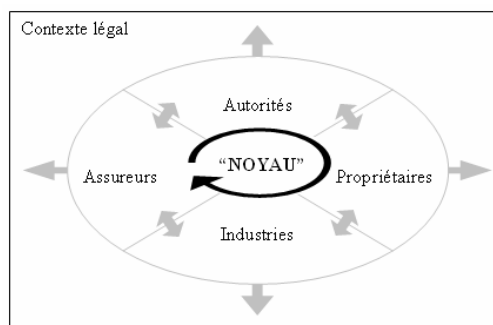 Contexte légal
Autorités
Assureurs
“NOYAU”
Propriétaires
Industries